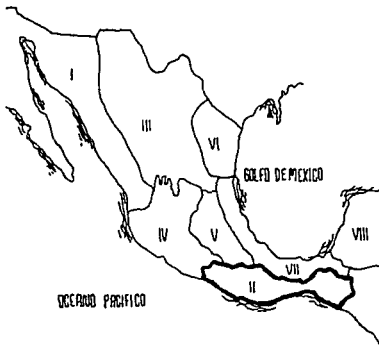 I
III
VI
GOLFO DE MEXICO
VIII
IV
V
VII
II
OCEANO PACIFICO